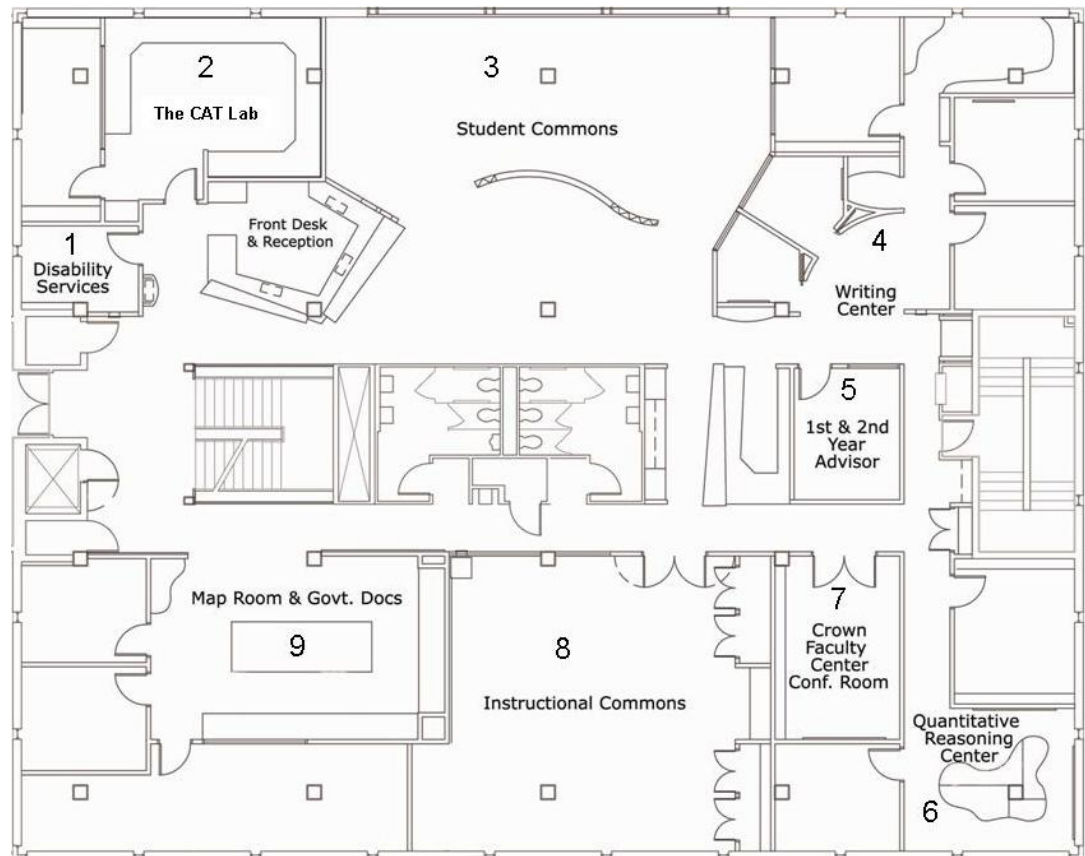 2
The CAT Lab
3
Student Commons
Front Desk
& Reception
1
Disability
Services
4
Writing
Center
5
1st & 2nd
Year
Advisor
Map Room & Govt. Docs
9
8
Instructional Commons
7
Crown
Faculty
Center
Conf. Room
Quantitative
Reasoning
Center
6